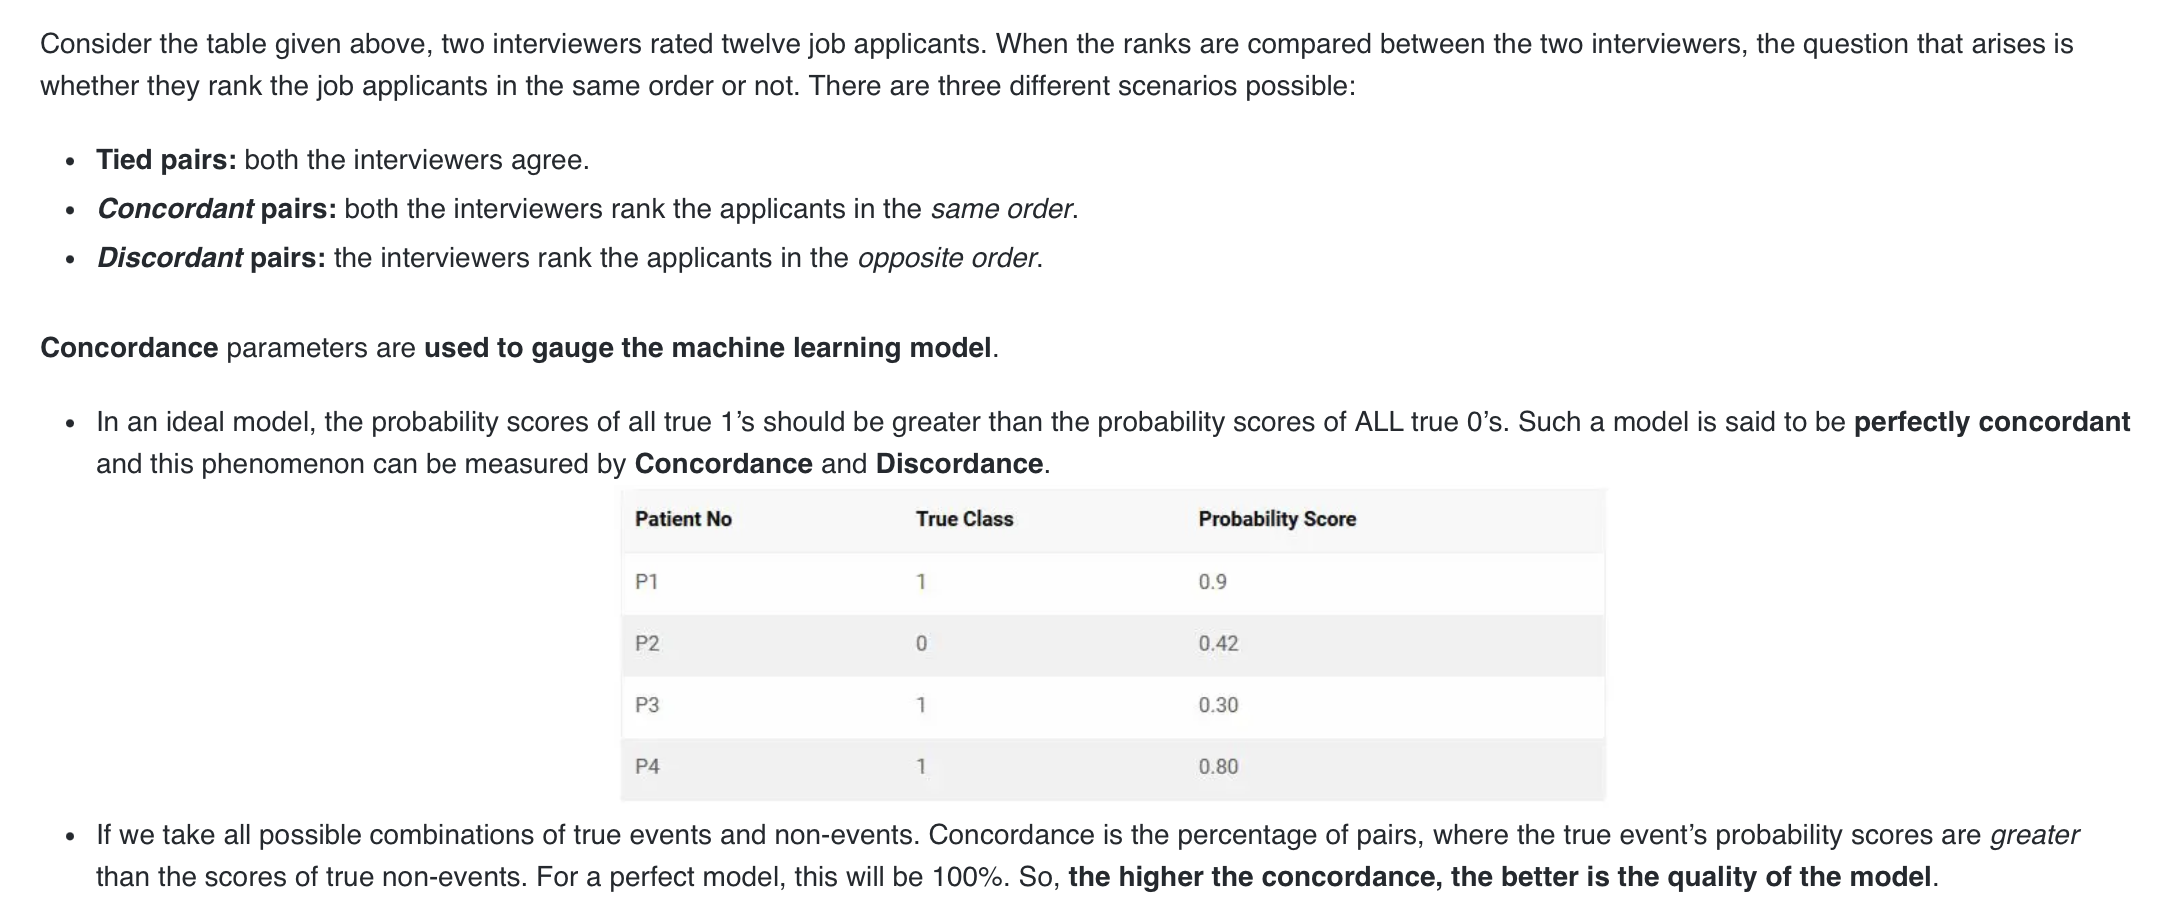 Consider the table given above, two interviewers rated twelve job applicants. When the ranks are compared between the two interviewers, the question that arises is
whether they rank the job applicants in the same order or not. There are three different scenarios possible:
• Tied pairs: both the interviewers agree.
• Concordant pairs: both the interviewers rank the applicants in the same order.
• Discordant pairs: the interviewers rank the applicants in the opposite order.
Concordance parameters are used to gauge the machine learning model.
• In an ideal model, the probability scores of all true 1’s should be greater than the probability scores of ALL true 0’s. Such a model is said to be perfectly concordant
and this phenomenon can be measured by Concordance and Discordance.
Patient No True Class Probability Score
P1 1 0.9
P2 0 0.42
P3 1 0.30
P4 1 0.80
• If we take all possible combinations of true events and non-events. Concordance is the percentage of pairs, where the true event’s probability scores are greater
than the scores of true non-events. For a perfect model, this will be 100%. So, the higher the concordance, the better is the quality of the model.